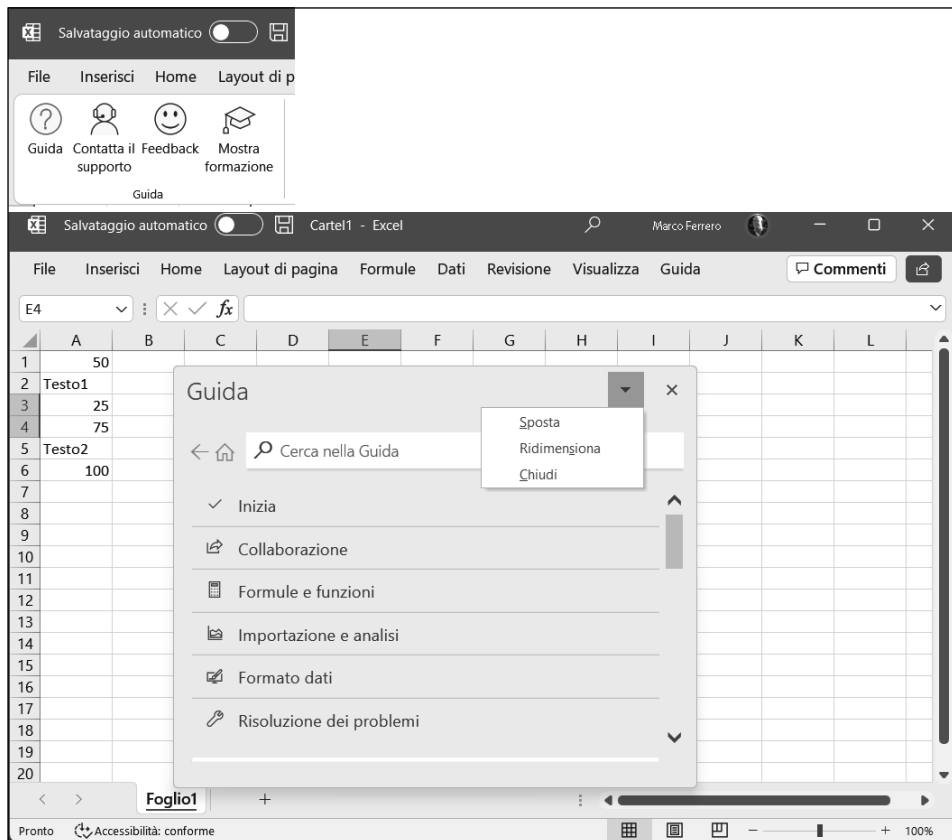 Salvataggio automatico
File Inserisci Home Layout di p
Guida Contatta il supporto Feedback Mostra formazione
Guida
Salvataggio automatico Cartel1 - Excel Marco Ferrero
File Inserisci Home Layout di pagina Formule Dati Revisione Visualizza Guida Commenti
E4 fx
A B C D E F G H I J K L
1 50
2 Testo1
3 25
4 75
5 Testo2
6 100
7
8
9
10
11
12
13
14
15
16
17
18
19
20
Guida
Sposta
Ridimensiona
Chiudi
Cerca nella Guida
Inizia
Collaborazione
Formule e funzioni
Importazione e analisi
Formato dati
Risoluzione dei problemi
Foglio1 +
Pronto Accessibilità: conforme - + 100%